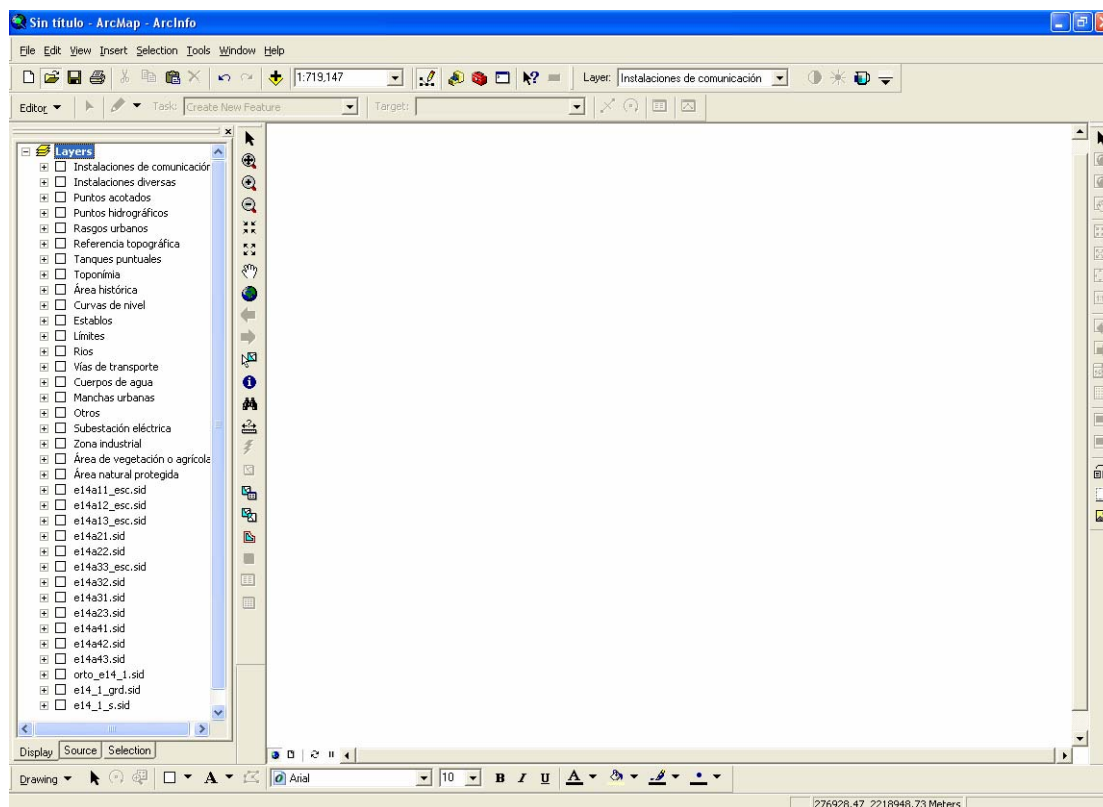 Sin título - ArcMap - ArcInfo
File Edit View Insert Selection Tools Window Help
1:719,147 Layer: Instalaciones de comunicación
Editor Task: Create New Feature Target:
Layers
Instalaciones de comunicación
Instalaciones diversas
Puntos acotados
Puntos hidrográficos
Rasgos urbanos
Referencia topográfica
Tanques puntuales
Toponímia
Área histórica
Curvas de nivel
Establos
Límites
Rios
Vías de transporte
Cuerpos de agua
Manchas urbanas
Otros
Subestación eléctrica
Zona industrial
Área de vegetación o agrícola
Área natural protegida
e14a11_esc.sid
e14a12_esc.sid
e14a13_esc.sid
e14a21.sid
e14a22.sid
e14a33_esc.sid
e14a32.sid
e14a31.sid
e14a23.sid
e14a41.sid
e14a42.sid
e14a43.sid
orto_e14_1.sid
e14_1_grd.sid
e14_1_s.sid
Display Source Selection
Drawing A Arial 10 B I U A
276928.47 2218948.73 Meters